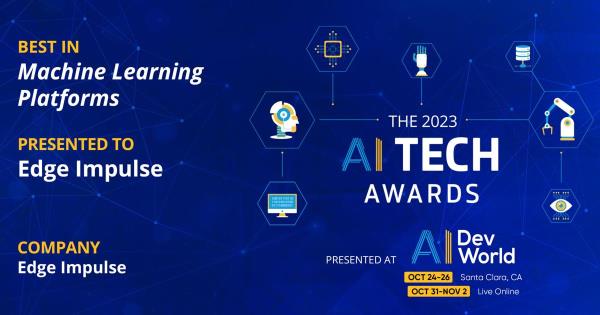 BEST IN
Machine Learning
Platforms
PRESENTED TO
Edge Impulse
COMPANY
Edge Impulse
THE 2023
AI TECH
AWARDS
PRESENTED AT
AI Dev
World
OCT 24-26 Santa Clara, CA
OCT 31-NOV 2 Live Online